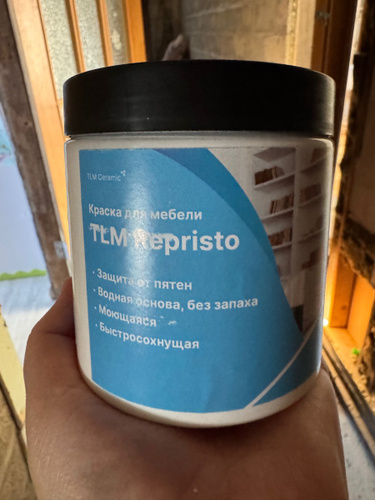 TLM Ceramic
Краска для мебели
TLM Repristo
· Защита от пятен
· Водная основа, без запаха
· Моющаяся
· Быстросохнущая